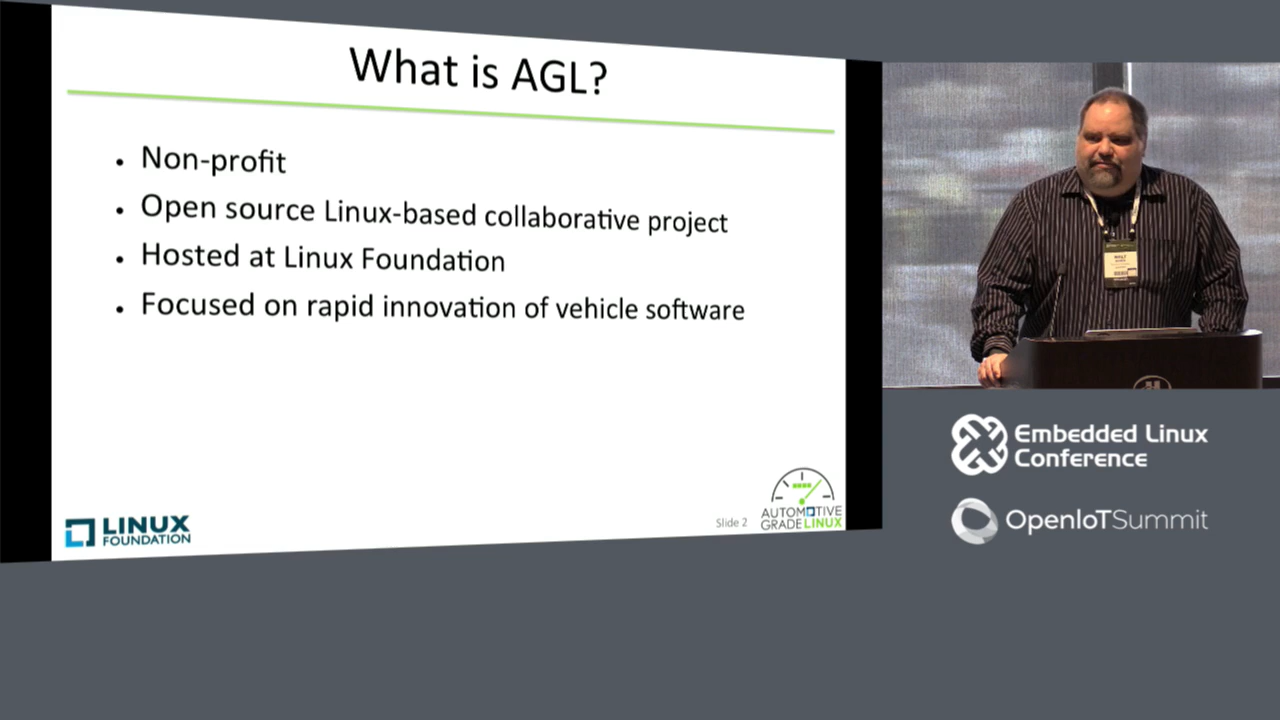 What is AGL?
• Non-profit
• Open source Linux-based collaborative project
• Hosted at Linux Foundation
• Focused on rapid innovation of vehicle software
LINUX
FOUNDATION
Slide 2
AUTOMOTIVE
GRADE LINUX
Embedded Linux
Conference
OpenIoTSummit